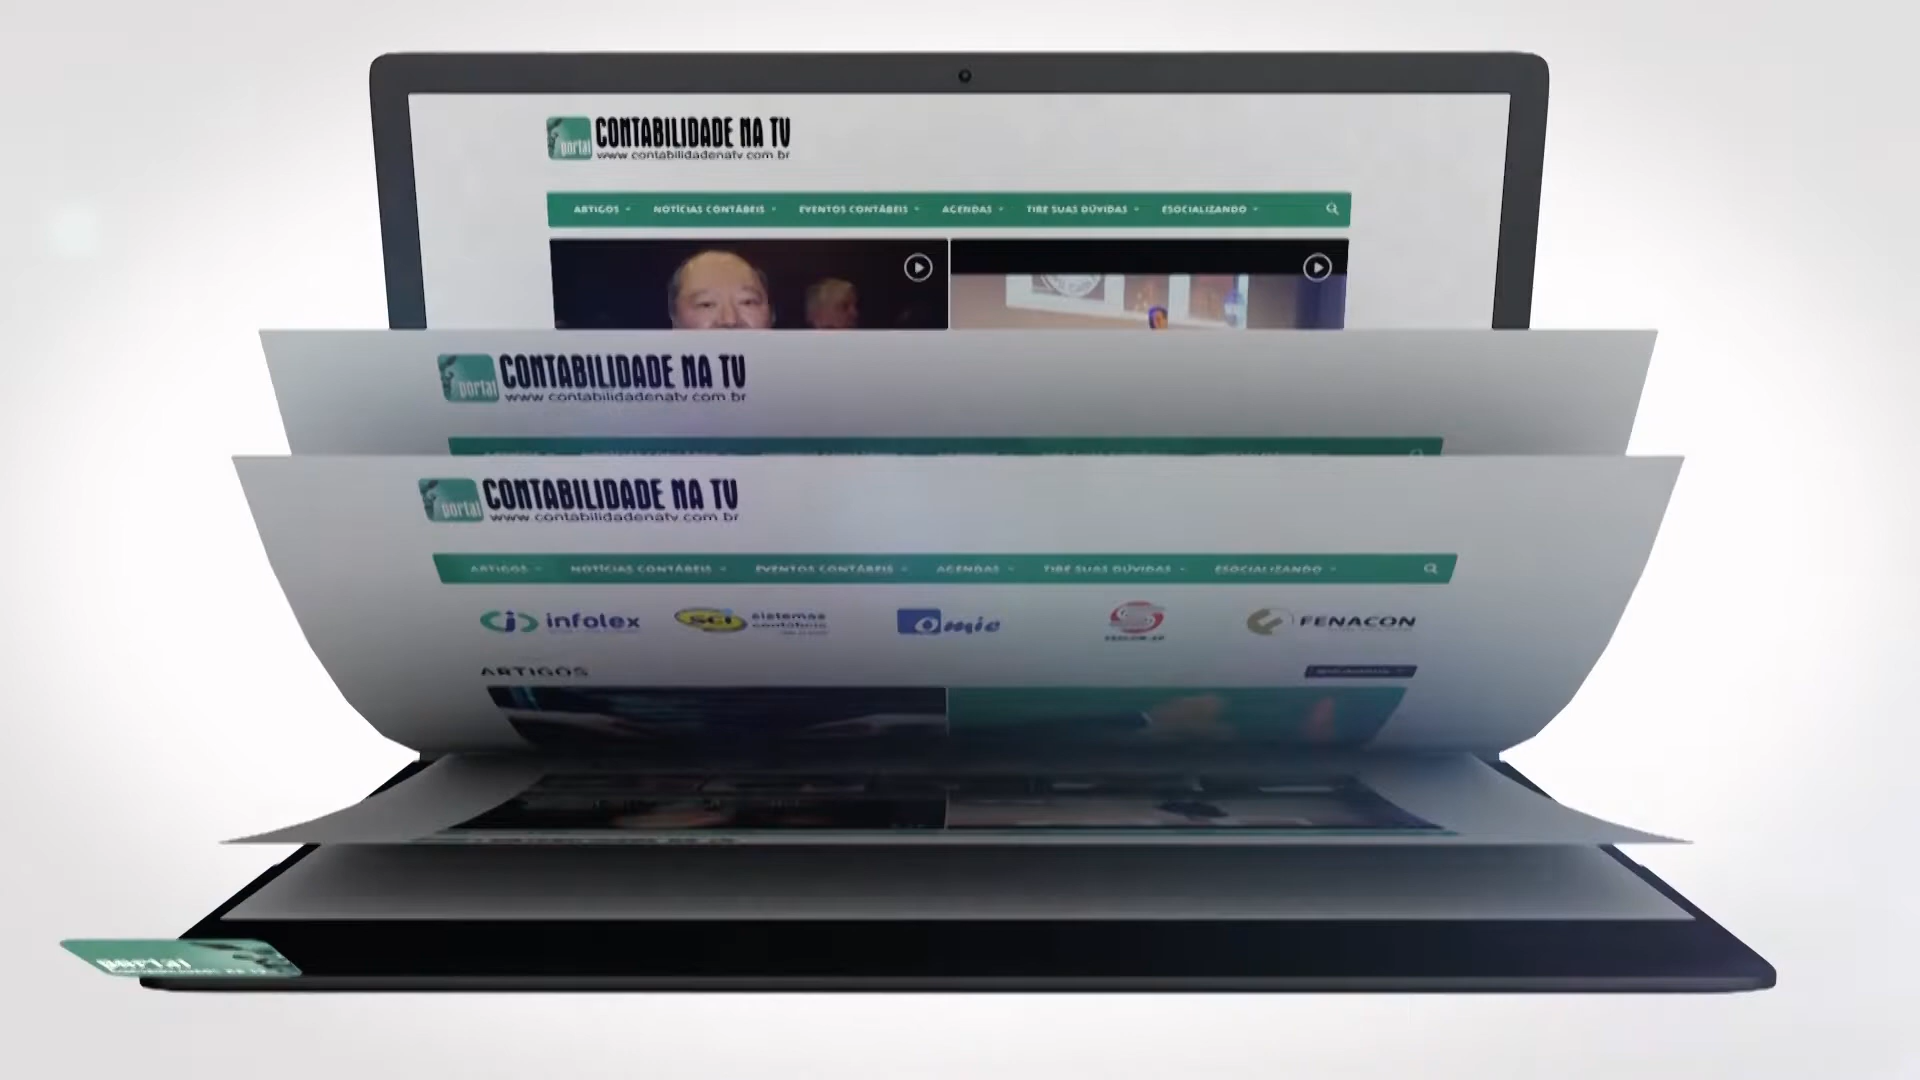 portal CONTABILIDADE NA TV
www.contabilidadenatv.com.br
ARTIGOS NOTÍCIAS CONTÁBEIS EVENTOS CONTÁBEIS AGENDAS TIRE SUAS DÚVIDAS ESOCIALIZANDO
portal CONTABILIDADE NA TV
www.contabilidadenatv.com.br
portal CONTABILIDADE NA TV
www.contabilidadenatv.com.br
ARTIGOS NOTÍCIAS CONTÁBEIS EVENTOS CONTÁBEIS AGENDAS TIRE SUAS DÚVIDAS ESOCIALIZANDO
infolex SCI sistemas contábeis Omie FENACON
ARTIGOS
portal